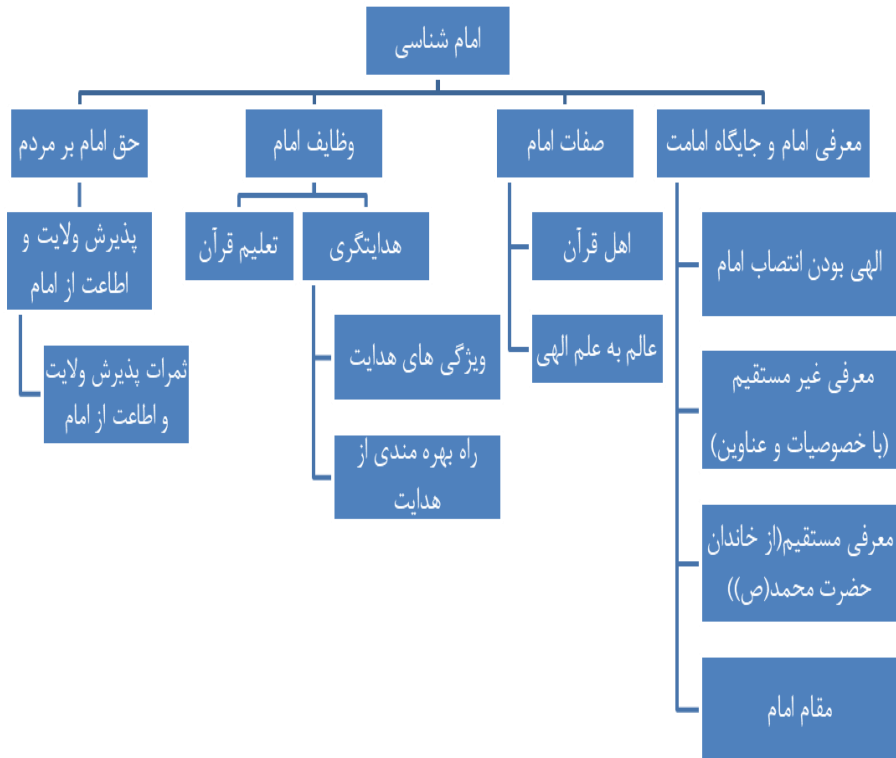 امام شناسی
معرفی امام و جایگاه امامت
صفات امام
وظایف امام
حق امام بر مردم
الهی بودن انتصاب امام
معرفی غیر مستقیم
(با خصوصیات و عناوین)
معرفی مستقیم(از خاندان
حضرت محمد(ص))
مقام امام
اهل قرآن
عالم به علم الهی
هدایتگری
تعلیم قرآن
ویژگی های هدایت
راه بهره مندی از
هدایت
پذیرش ولایت و
اطاعت از امام
ثمرات پذیرش ولایت
و اطاعت از امام